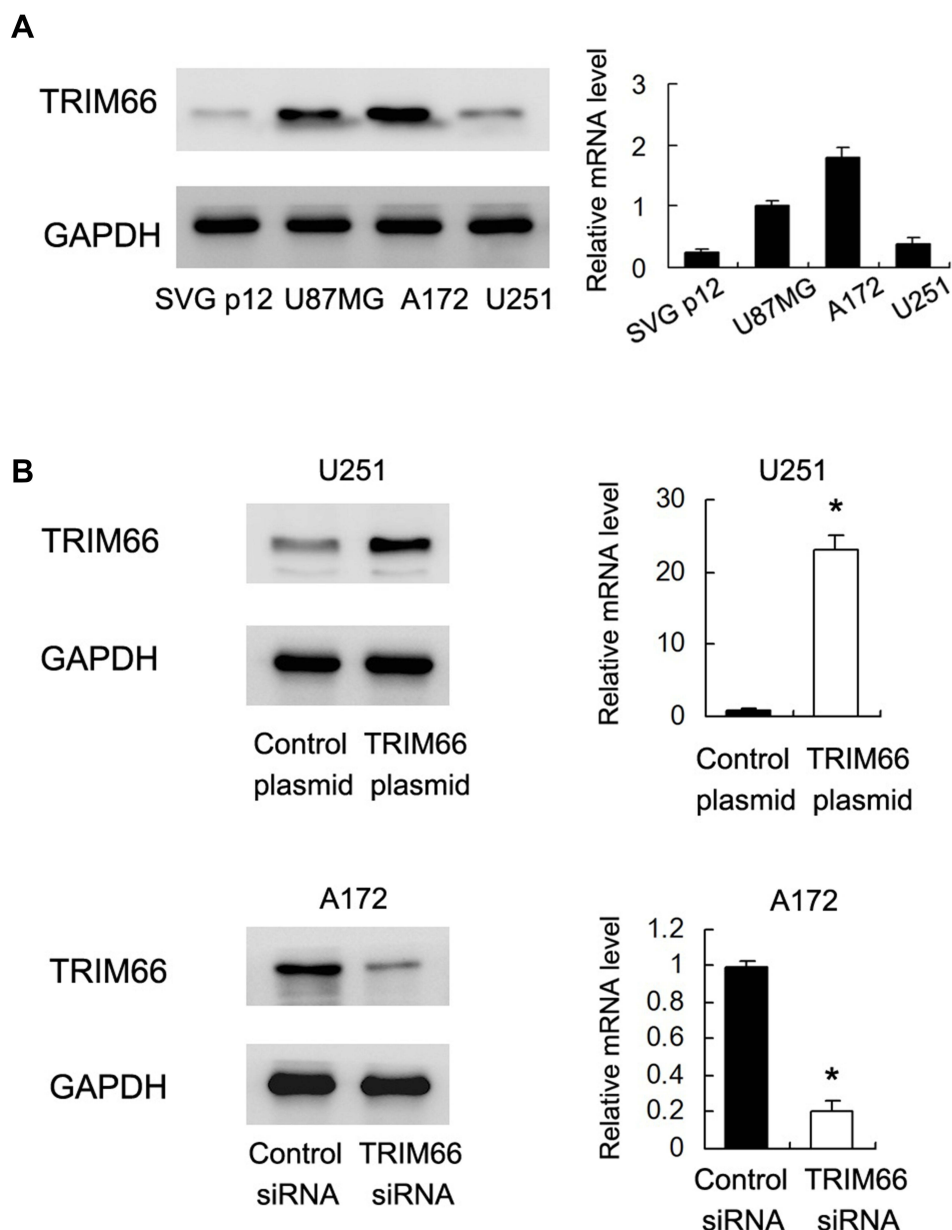 A
TRIM66
GAPDH
SVG p12 U87MG A172 U251
Relative mRNA level
3
2
1
0
SVG p12
U87MG
A172
U251
B
U251
TRIM66
GAPDH
Control TRIM66
plasmid plasmid
U251
Relative mRNA level
30
20
10
0
*
Control TRIM66
plasmid plasmid
A172
TRIM66
GAPDH
Control TRIM66
siRNA siRNA
A172
Relative mRNA level
1.2
1
0.8
0.6
0.4
0.2
0
*
Control TRIM66
siRNA siRNA